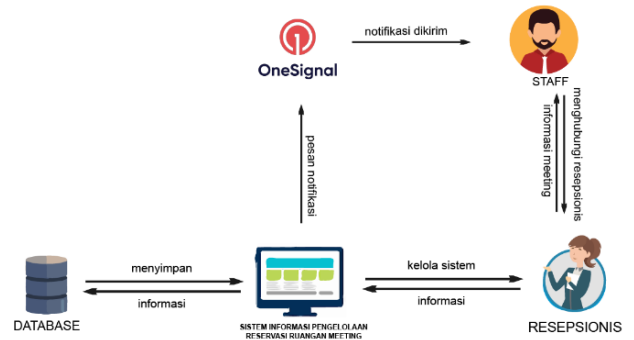 notifikasi dikirim
OneSignal
STAFF
pesan notifikasi
informasi meeting
menghubungi resepsionis
menyimpan
informasi
kelola sistem
informasi
DATABASE
SISTEM INFORMASI PENGELOLAAN
RESERVASI RUANGAN MEETING
RESEPSIONIS